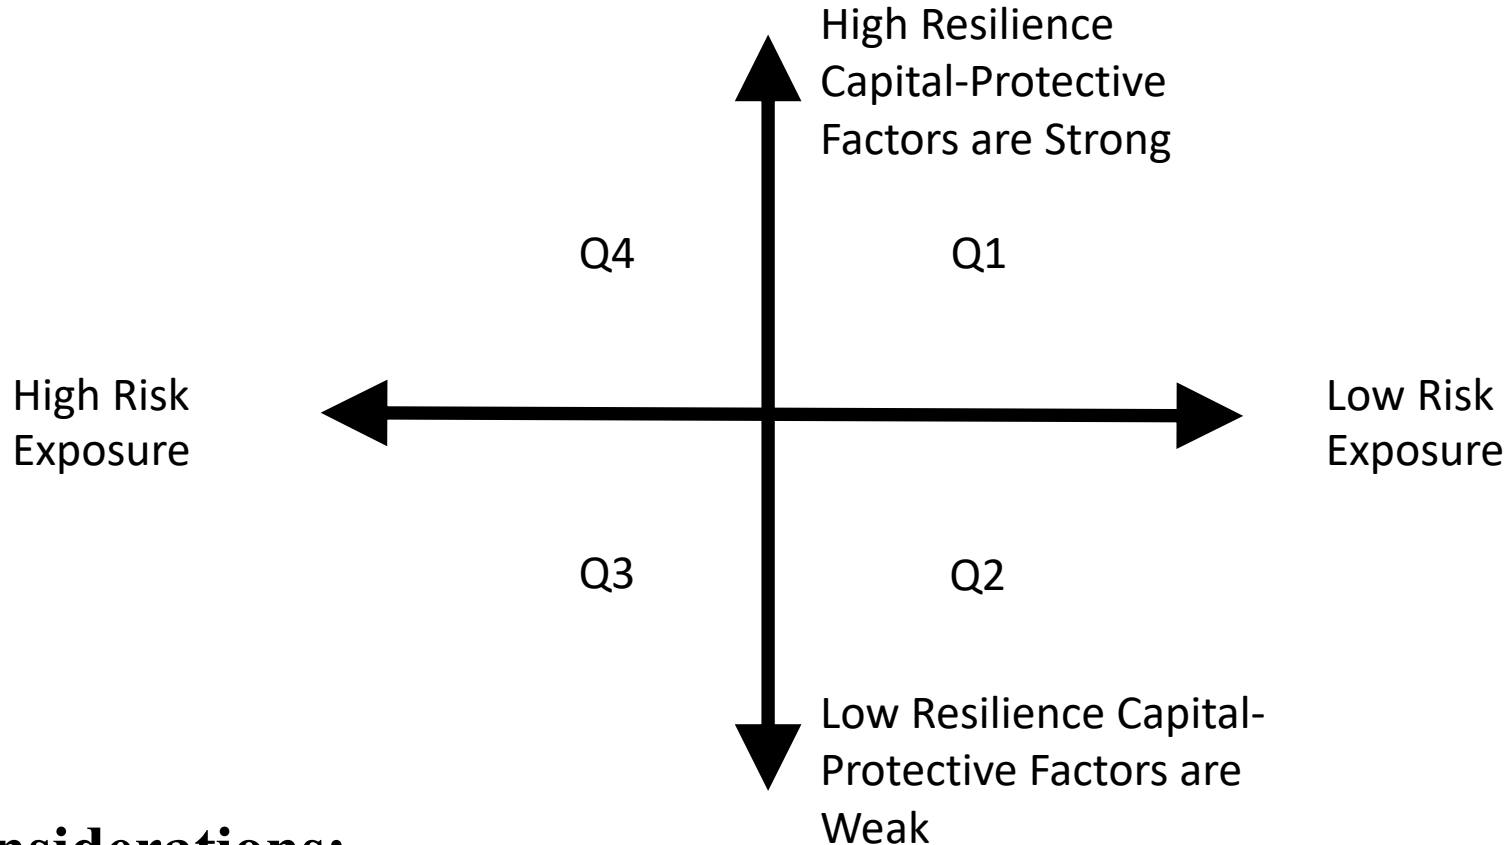 High Resilience
Capital-Protective
Factors are Strong
Q4
Q1
High Risk
Exposure
Low Risk
Exposure
Q3
Q2
Low Resilience Capital-
Protective Factors are
Weak